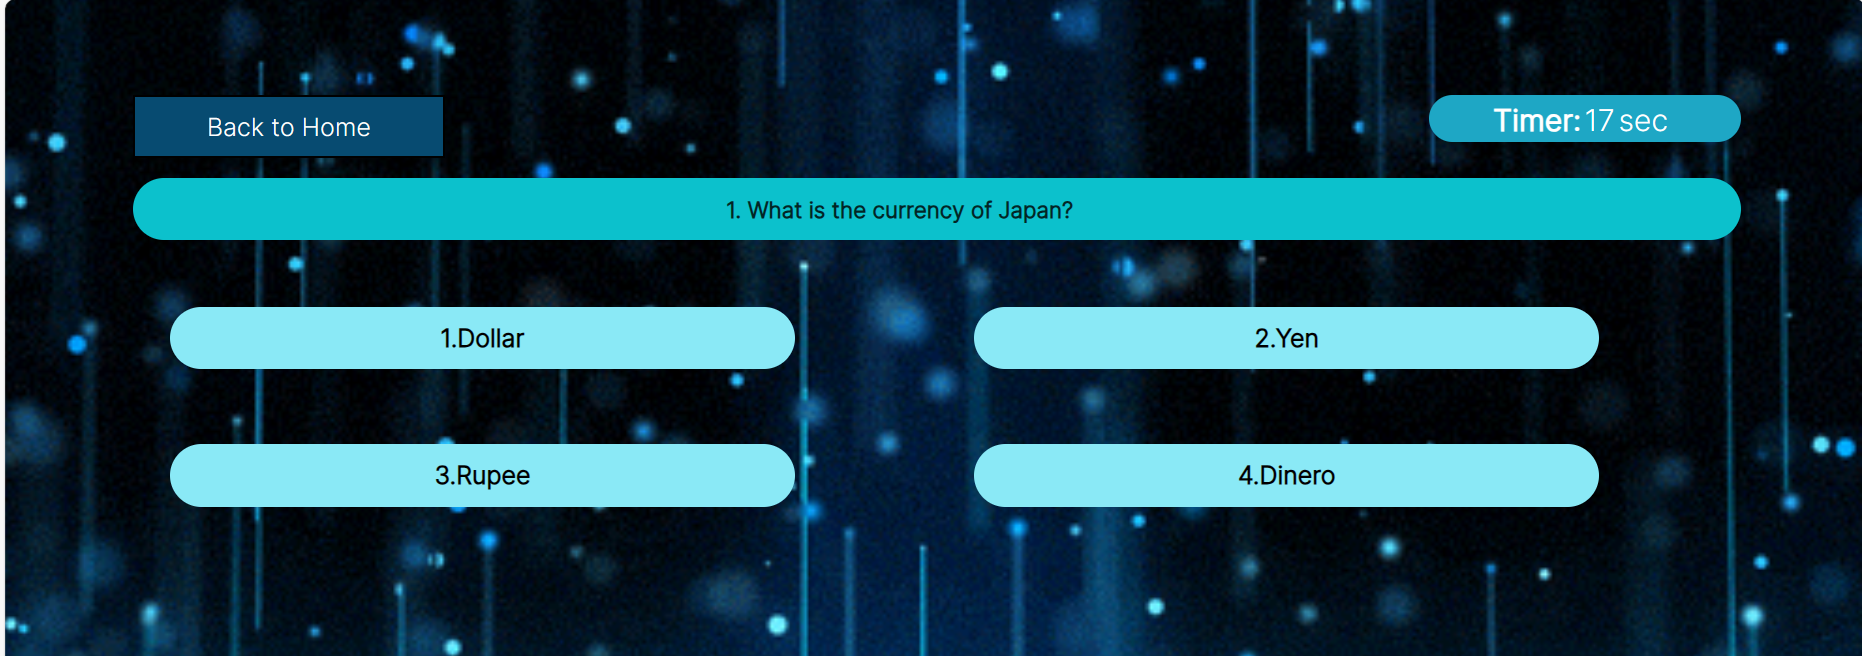 Back to Home
Timer: 17 sec
1. What is the currency of Japan?
1.Dollar
2.Yen
3.Rupee
4.Dinero